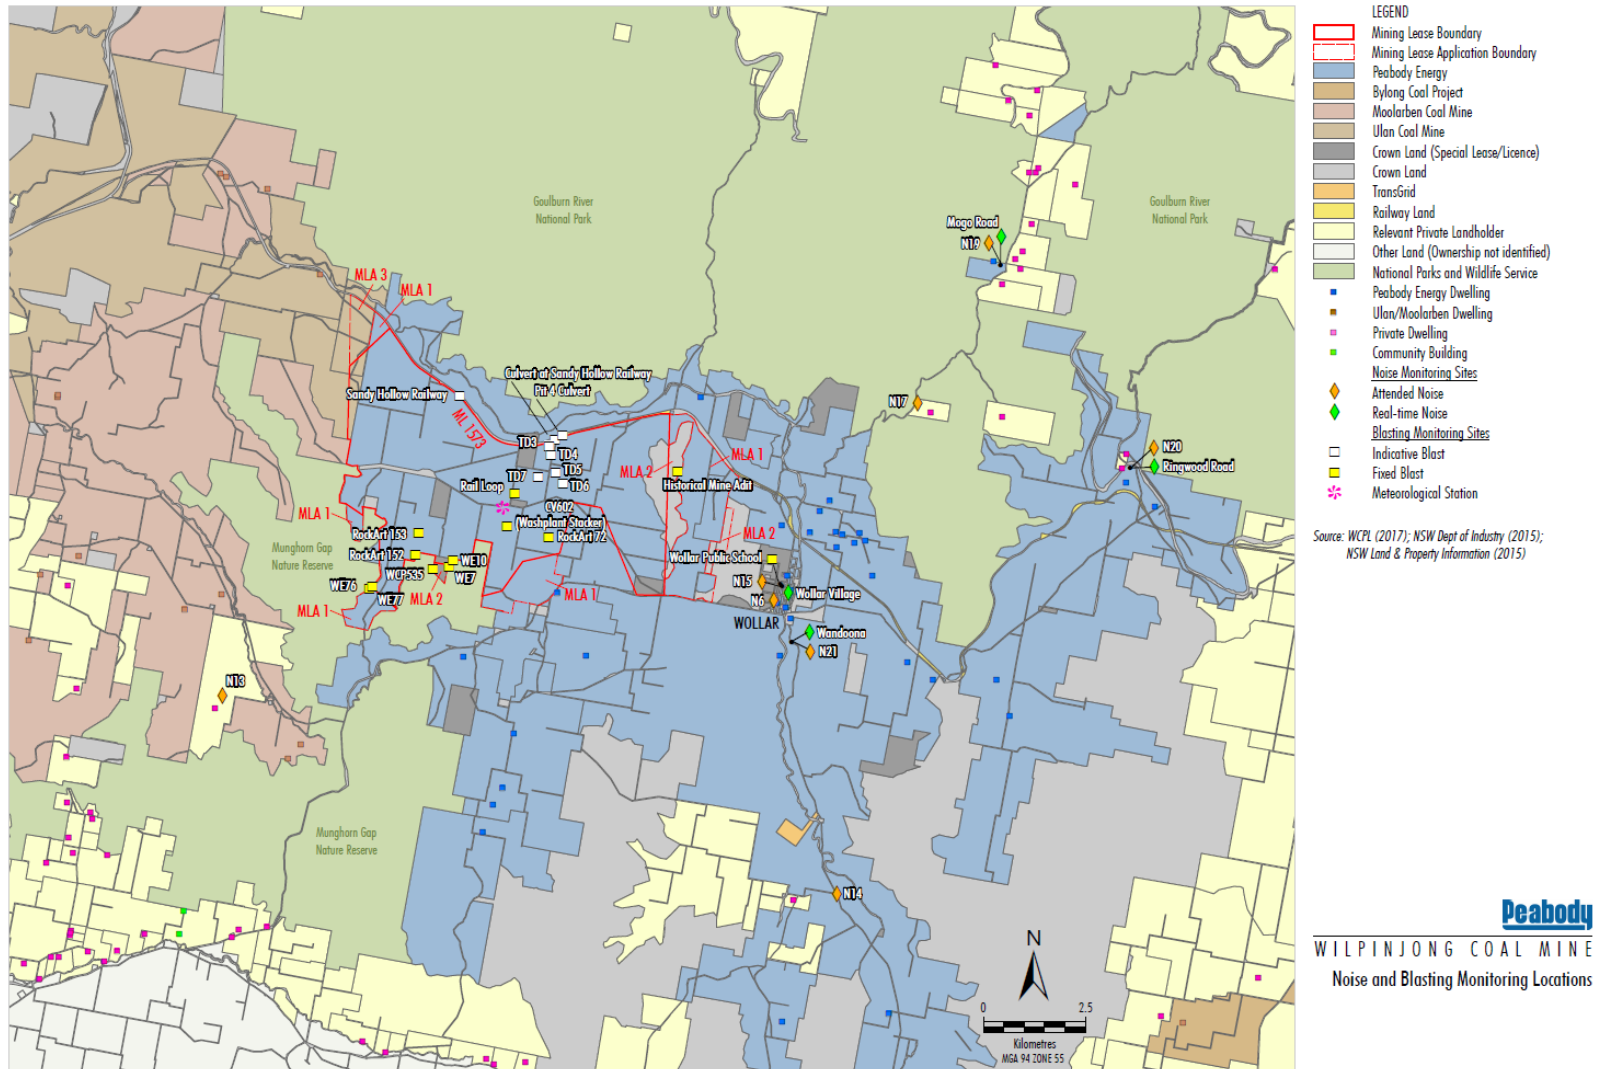 LEGEND
Mining Lease Boundary
Mining Lease Application Boundary
Peabody Energy
Bylong Coal Project
Moolarben Coal Mine
Ulan Coal Mine
Crown Land (Special Lease/Licence)
Crown Land
TransGrid
Railway Land
Relevant Private Landholder
Other Land (Ownership not identified)
National Parks and Wildlife Service
Peabody Energy Dwelling
Ulan/Moolarben Dwelling
Private Dwelling
Community Building
Noise Monitoring Sites
Attended Noise
Real-time Noise
Blasting Monitoring Sites
Indicative Blast
Fixed Blast
Meteorological Station
Source: WCPL (2017); NSW Dept of Industry (2015);
NSW Land & Property Information (2015)
Goulburn River
National Park
Goulburn River
National Park
Mogo Road
N19
MLA 3
MLA 1
Culvert at Sandy Hollow Railway
Pit 4 Culvert
Sandy Hollow Railway
ML 1573
N17
TD3
TD4
TD5
TD7
TD6
N20
Ringwood Road
MLA 1
MLA 2
Historical Mine Adit
Rail Loop
CV602
(Washplant Stacker)
RockArt 72
MLA 1
RockArt 153
RockArt 152
MLA 2
Wollar Public School
Munghorn Gap
Nature Reserve
WE10
WCP535
WE7
WE76
WE77
MLA 2
MLA 1
MLA 1
N15
Wollar Village
N6
WOLLAR
Wandoona
N21
N13
Munghorn Gap
Nature Reserve
N14
N
0
2.5
Kilometres
MGA 94 ZONE 55
Peabody
WILPINJONG COAL MINE
Noise and Blasting Monitoring Locations